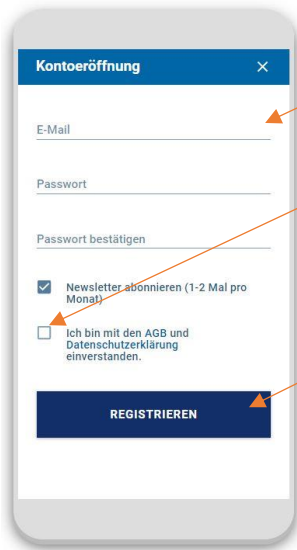 Kontoeröffnung
E-Mail
Passwort
Passwort bestätigen
Newsletter abonnieren (1-2 Mal pro
Monat)
Ich bin mit den AGB und
Datenschutzerklärung
einverstanden.
REGISTRIEREN